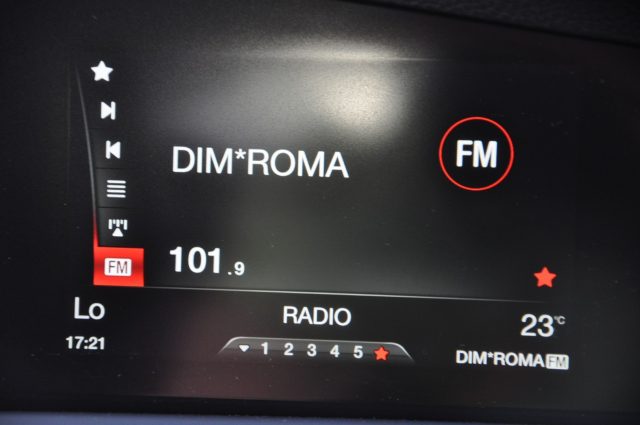 DIM*ROMA
FM
101.9
FM
Lo
RADIO
23°C
17:21
1 2 3 4 5
DIM*ROMA FM